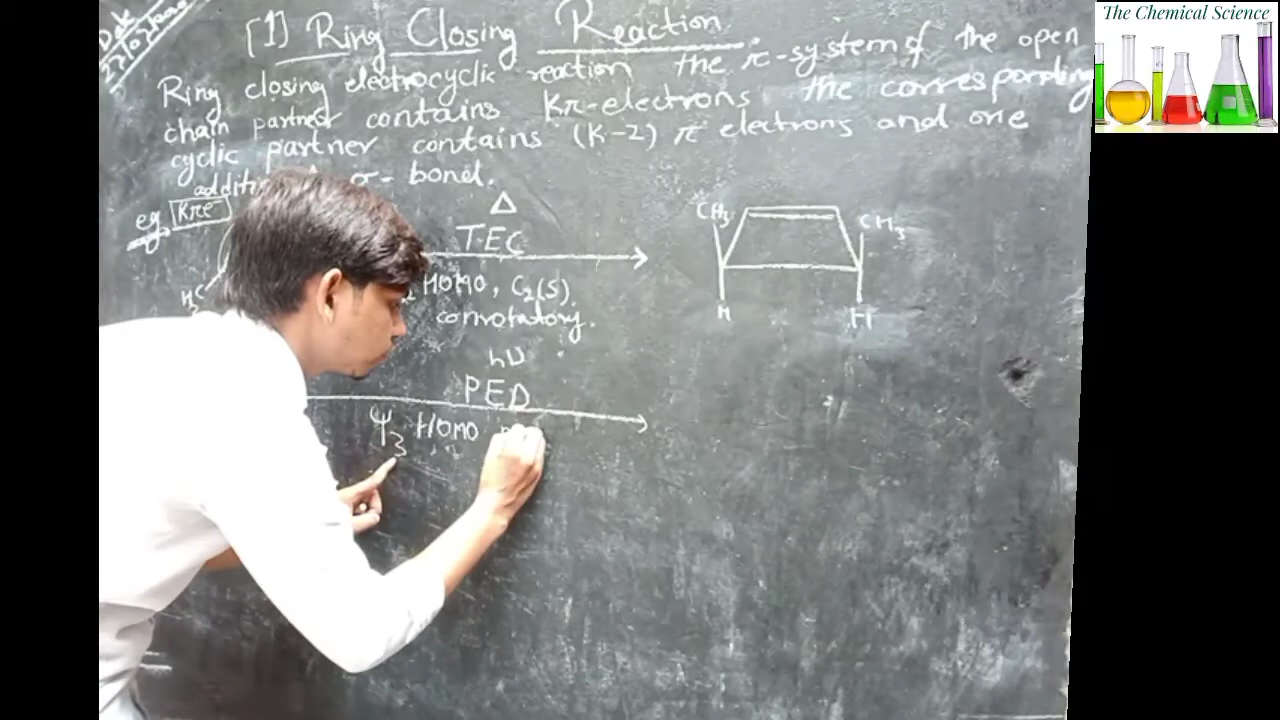 The Chemical Science
[1] Ring Closing Reaction
Ring closing electrocyclic reaction the π-system of the open
chain partner contains Kπ-electrons the corresponding
cyclic partner contains (K-2) π electrons and one
σ- bond.
eg Kπe⁻
Δ
TEC
HOMO, C₂(S).
conrotatory.
H₃C
CH₃
CH₃
H
H
hυ
PED
Ψ₃ HOMO